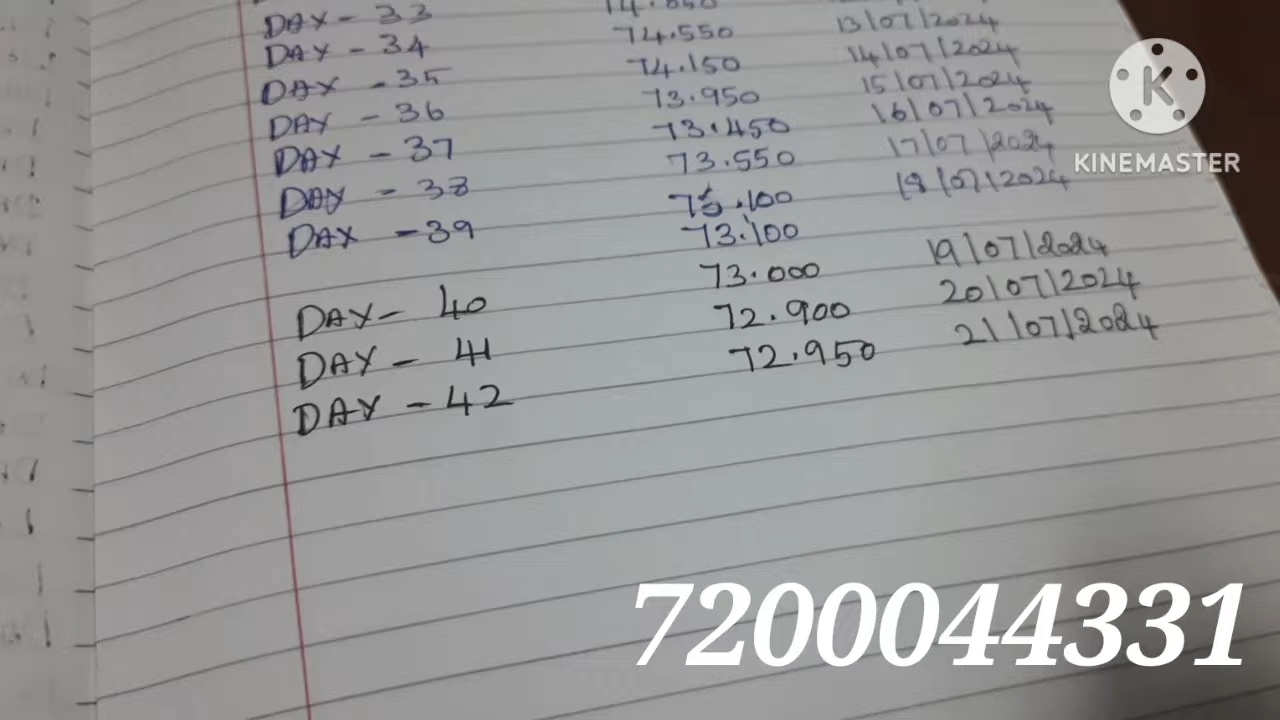 DAY - 33
DAY - 34 74.550 13/07/2024
DAY - 35 74.150 14/07/2024
DAY - 36 73.950 15/07/2024
DAY - 37 73.450 16/07/2024
DAY - 38 73.550 17/07/2024
DAY - 39 75.100 18/07/2024
73.100
DAY - 40 73.000 19/07/2024
DAY - 41 72.900 20/07/2024
DAY - 42 72.950 21/07/2024
K
KINEMASTER
7200044331